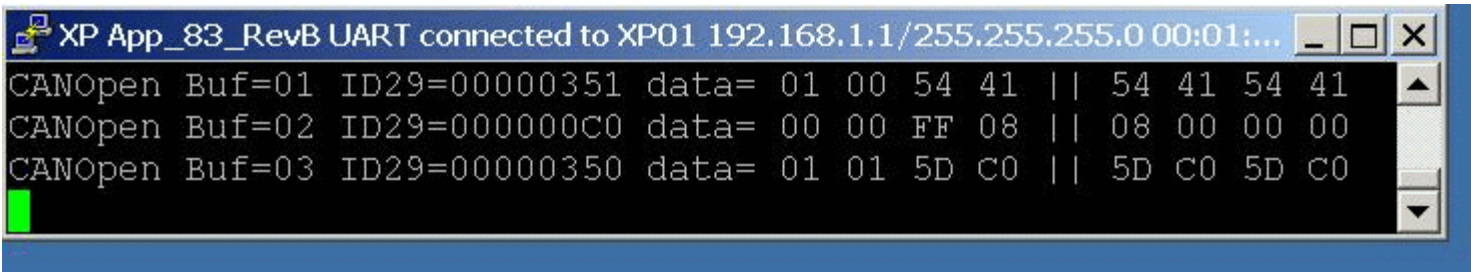 XP App_83_RevB UART connected to XP01 192.168.1.1/255.255.255.0 00:01:...
CANOpen Buf=01 ID29=00000351 data= 01 00 54 41 || 54 41 54 41
CANOpen Buf=02 ID29=000000C0 data= 00 00 FF 08 || 08 00 00 00
CANOpen Buf=03 ID29=00000350 data= 01 01 5D C0 || 5D C0 5D C0